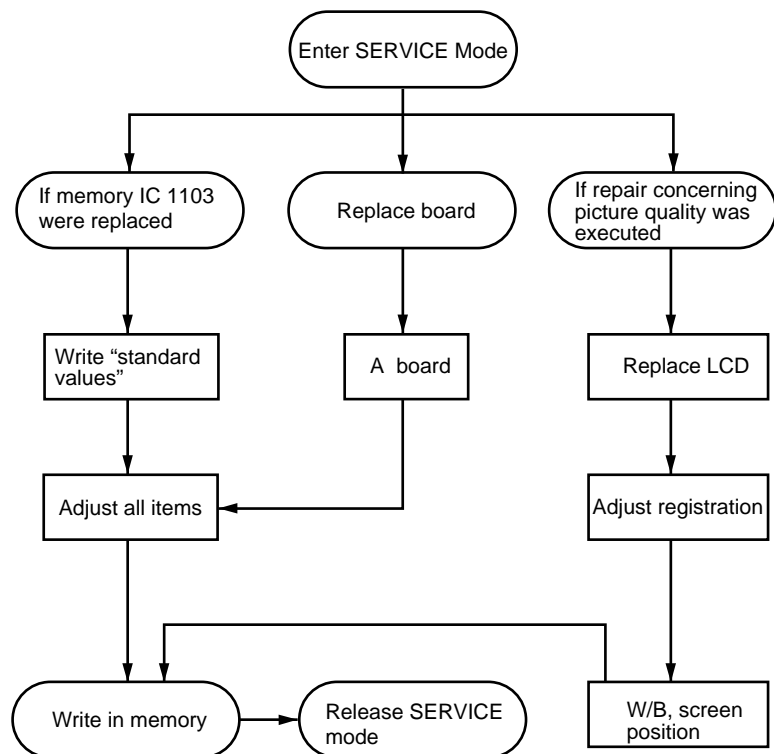 Enter SERVICE Mode
If memory IC 1103
were replaced
Replace board
If repair concerning
picture quality was
executed
Write “standard
values”
A board
Replace LCD
Adjust all items
Adjust registration
Write in memory
Release SERVICE
mode
W/B, screen
position